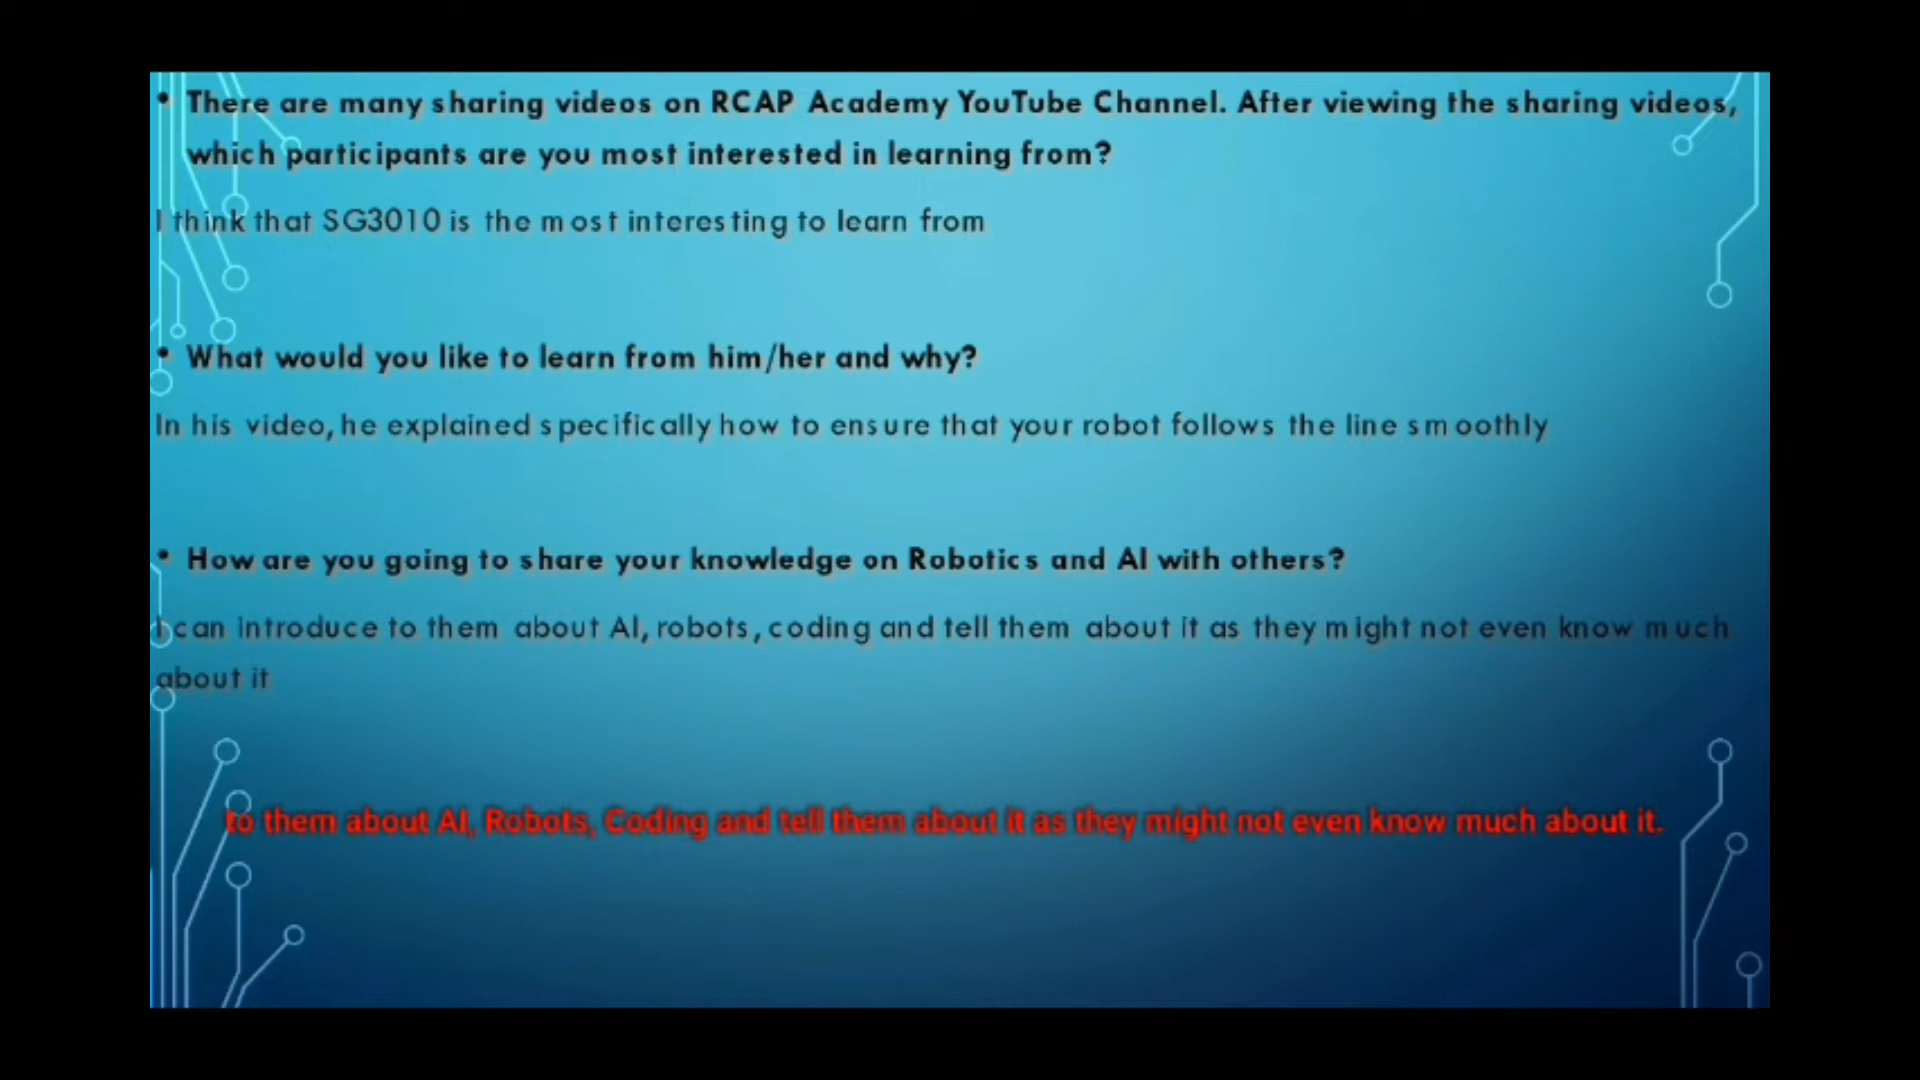 • There are many sharing videos on RCAP Academy YouTube Channel. After viewing the sharing videos,
which participants are you most interested in learning from?
I think that SG3010 is the most interesting to learn from
• What would you like to learn from him/her and why?
In his video, he explained specifically how to ensure that your robot follows the line smoothly
• How are you going to share your knowledge on Robotics and AI with others?
I can introduce to them about AI, robots, coding and tell them about it as they might not even know much
about it
to them about AI, Robots, Coding and tell them about it as they might not even know much about it.